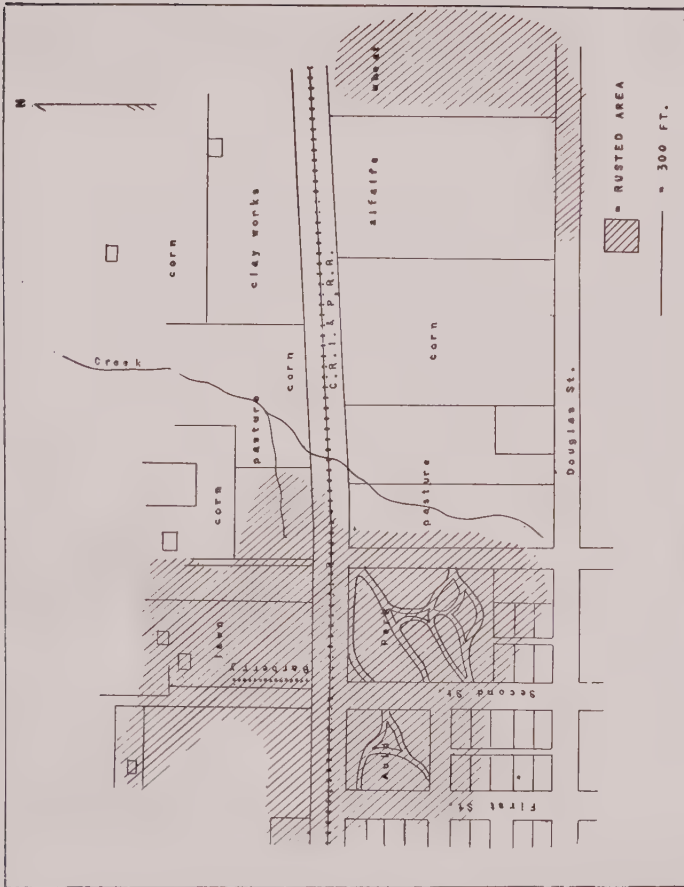 N
wheat
alfalfa
corn
clay works
C.R.I. & P. R.R.
corn
corn
Creek
pasture
pasture
corn
Douglas St.
lawn
Barberry
Park
Second St.
Auto
First St.
= RUSTED AREA
= 300 FT.